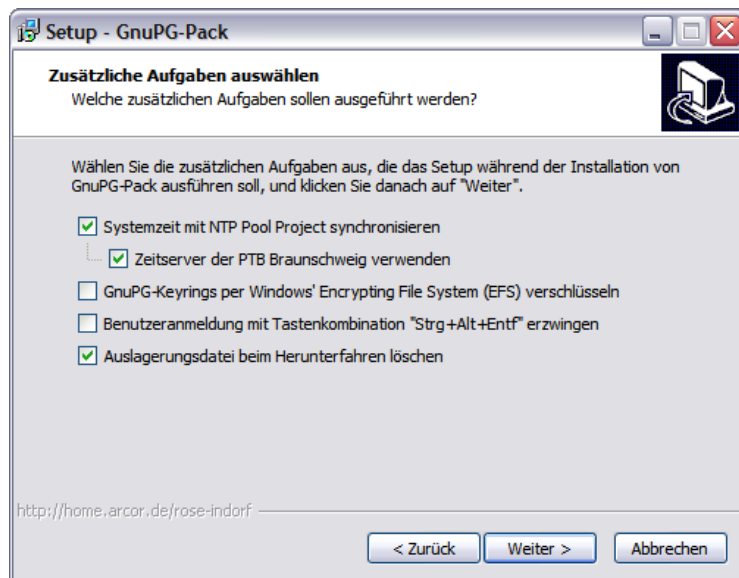 Setup - GnuPG-Pack
Zusätzliche Aufgaben auswählen
Welche zusätzlichen Aufgaben sollen ausgeführt werden?
Wählen Sie die zusätzlichen Aufgaben aus, die das Setup während der Installation von
GnuPG-Pack ausführen soll, und klicken Sie danach auf "Weiter".
Systemzeit mit NTP Pool Project synchronisieren
Zeitserver der PTB Braunschweig verwenden
GnuPG-Keyrings per Windows' Encrypting File System (EFS) verschlüsseln
Benutzeranmeldung mit Tastenkombination "Strg+Alt+Entf" erzwingen
Auslagerungsdatei beim Herunterfahren löschen
http://home.arcor.de/rose-indorf
< Zurück Weiter > Abbrechen